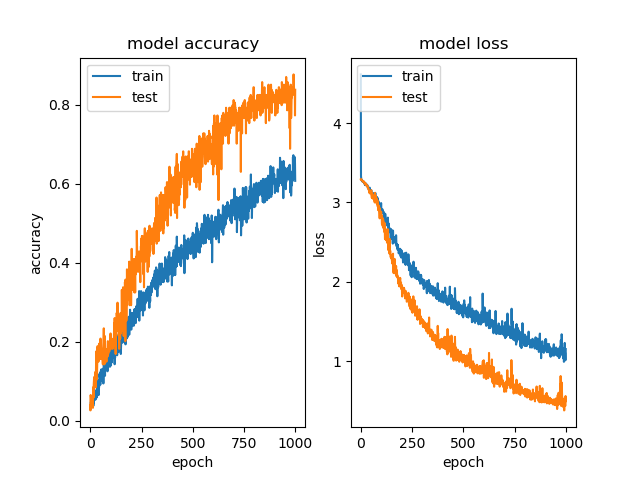 model accuracy
train
test
0.8
0.6
0.4
0.2
0.0
accuracy
0 250 500 750 1000
epoch
model loss
train
test
4
3
2
1
loss
0 250 500 750 1000
epoch